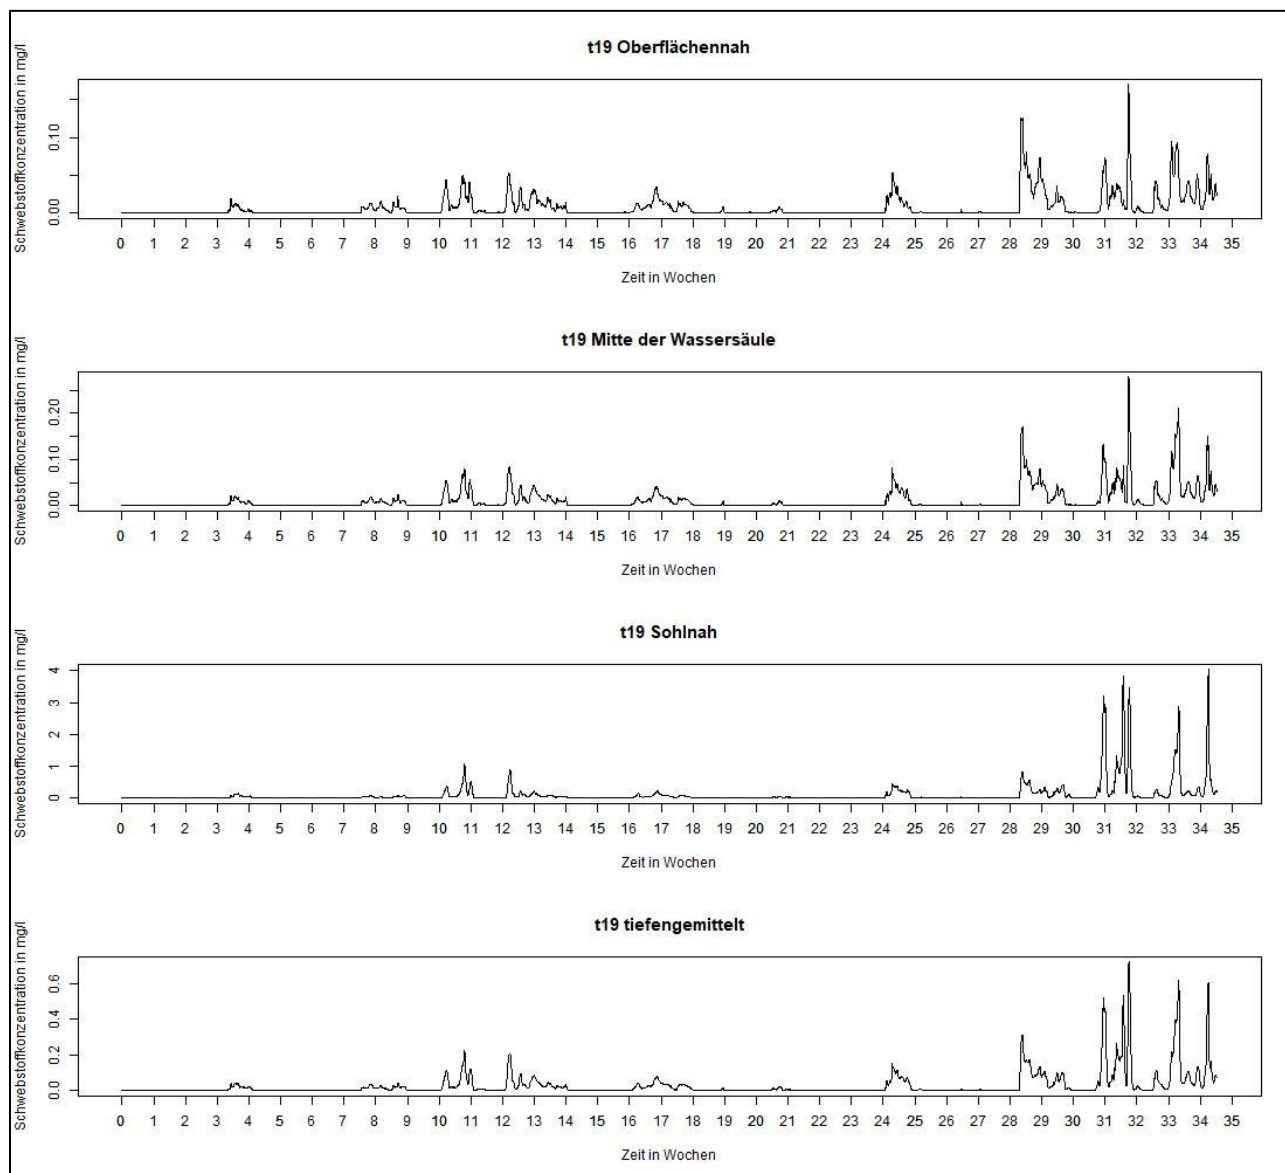 t19 Oberflächennah
Schwebstoffkonzentration in mg/l
0.10
0.00
0 1 2 3 4 5 6 7 8 9 10 11 12 13 14 15 16 17 18 19 20 21 22 23 24 25 26 27 28 29 30 31 32 33 34 35
Zeit in Wochen
t19 Mitte der Wassersäule
Schwebstoffkonzentration in mg/l
0.20
0.10
0.00
0 1 2 3 4 5 6 7 8 9 10 11 12 13 14 15 16 17 18 19 20 21 22 23 24 25 26 27 28 29 30 31 32 33 34 35
Zeit in Wochen
t19 Sohlnah
Schwebstoffkonzentration in mg/l
4
3
2
1
0
0 1 2 3 4 5 6 7 8 9 10 11 12 13 14 15 16 17 18 19 20 21 22 23 24 25 26 27 28 29 30 31 32 33 34 35
Zeit in Wochen
t19 tiefengemittelt
Schwebstoffkonzentration in mg/l
0.6
0.4
0.2
0.0
0 1 2 3 4 5 6 7 8 9 10 11 12 13 14 15 16 17 18 19 20 21 22 23 24 25 26 27 28 29 30 31 32 33 34 35
Zeit in Wochen